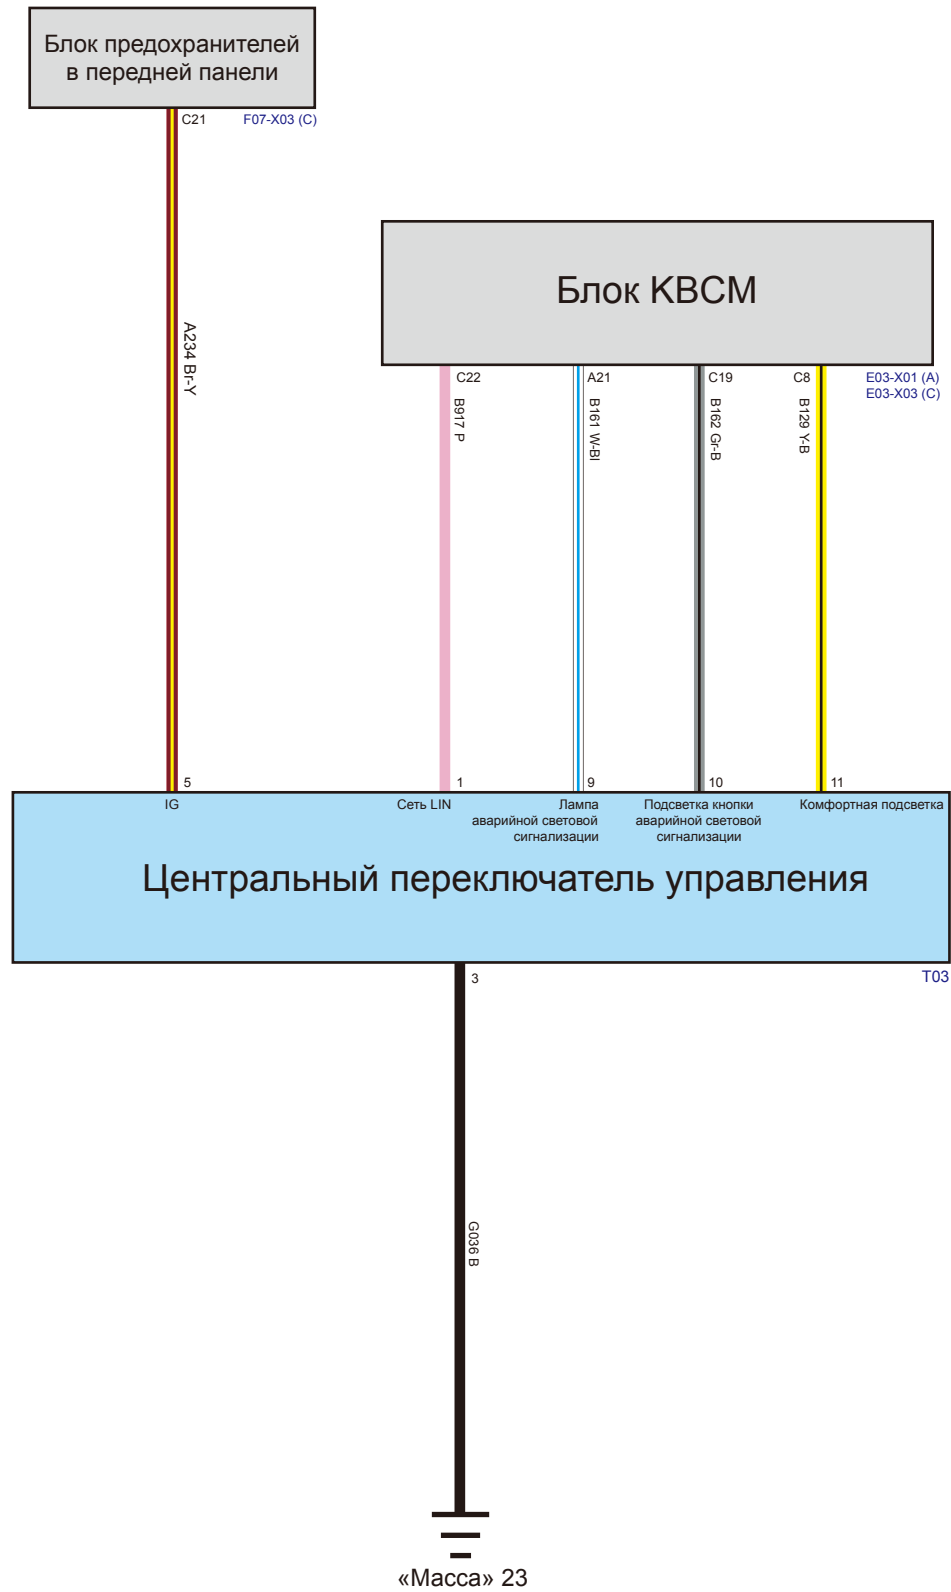 Блок предохранителей
в передней панели
C21
F07-X03 (C)
A234 Br-Y
Блок KBCM
C22
A21
C19
C8
E03-X01 (A)
E03-X03 (C)
B917 P
B161 W-Bl
B162 Gr-B
B129 Y-B
5
1
9
10
11
IG
Сеть LIN
Лампа
аварийной световой
сигнализации
Подсветка кнопки
аварийной световой
сигнализации
Комфортная подсветка
Центральный переключатель управления
3
T03
G036 B
«Масса» 23